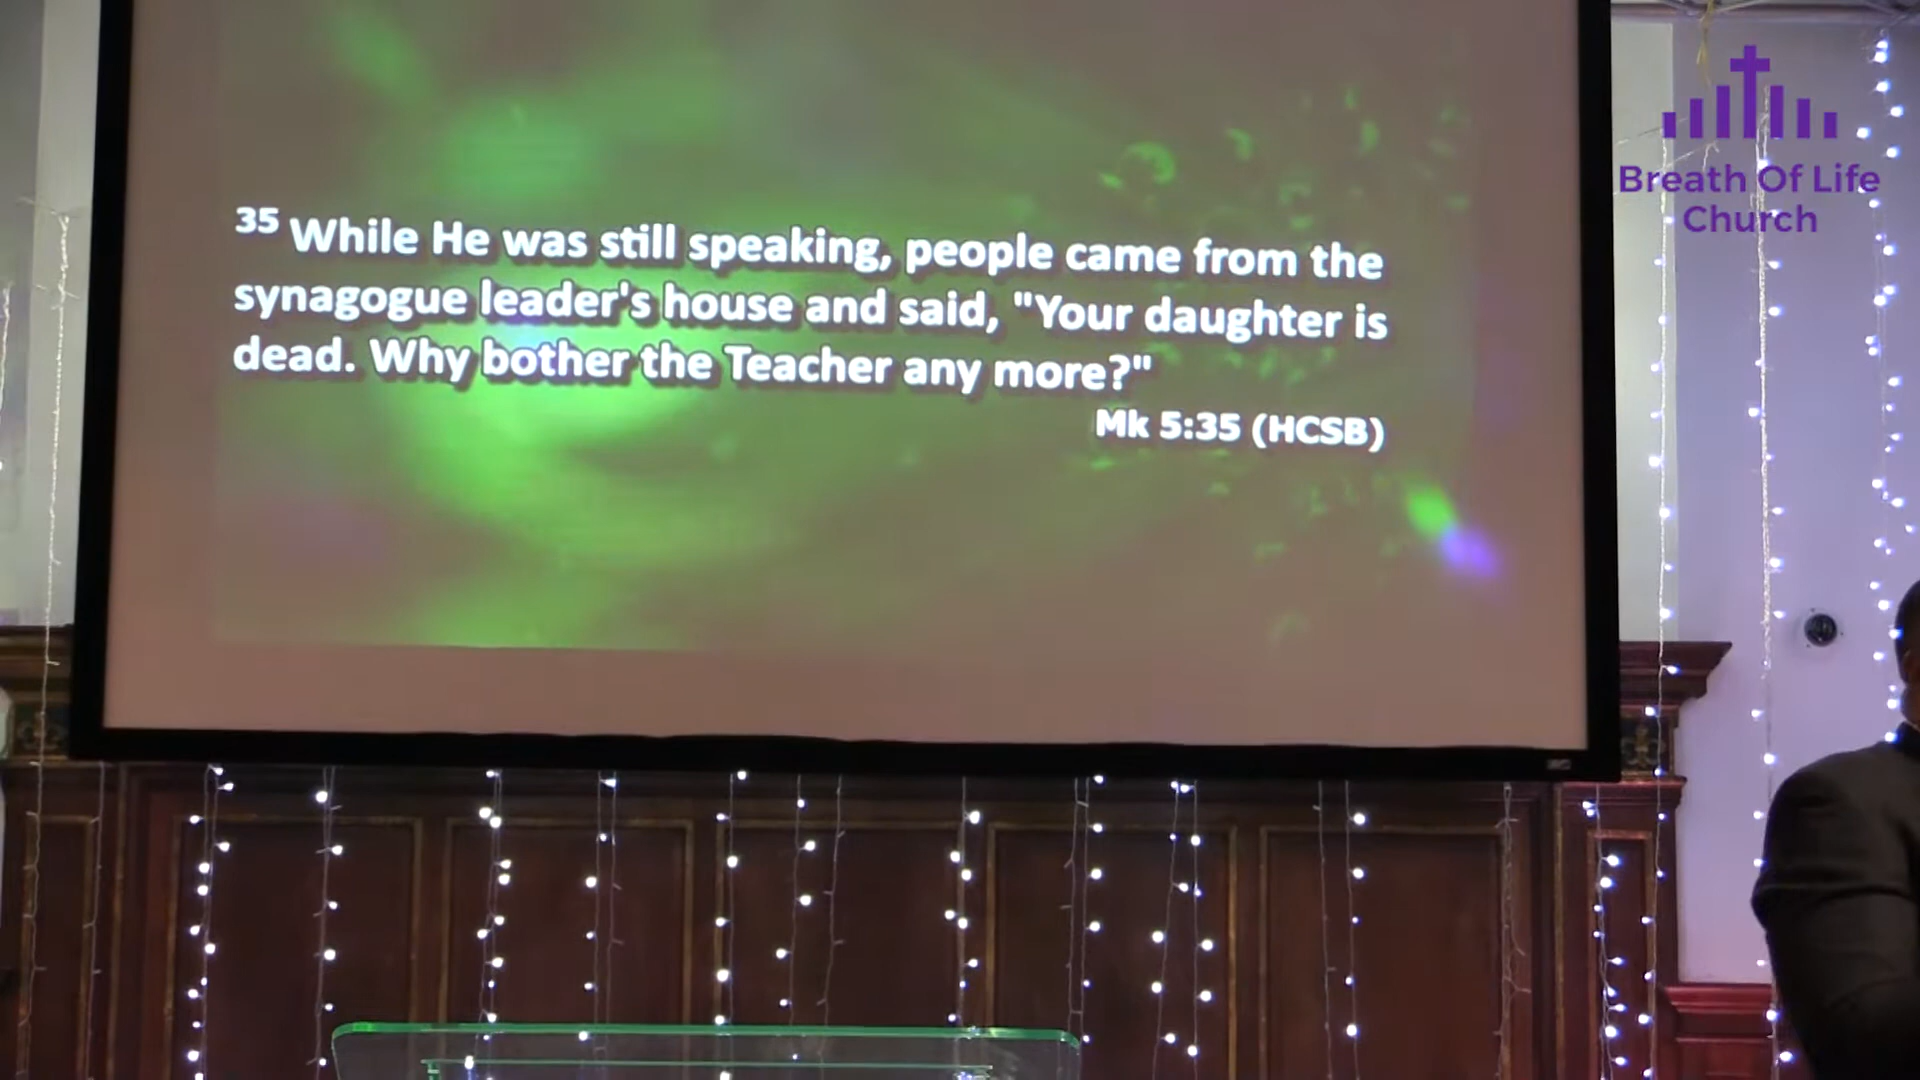 35 While He was still speaking, people came from the
synagogue leader's house and said, "Your daughter is
dead. Why bother the Teacher any more?"
Mk 5:35 (HCSB)
Breath Of Life
Church